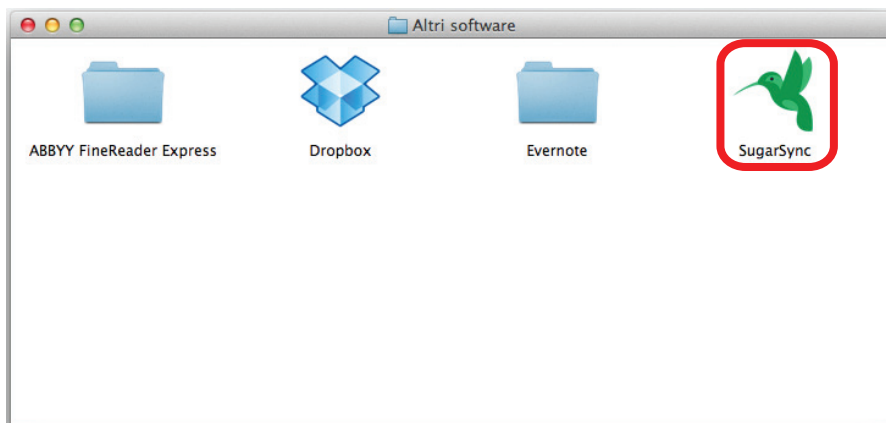 Altri software
ABBYY FineReader Express Dropbox Evernote SugarSync